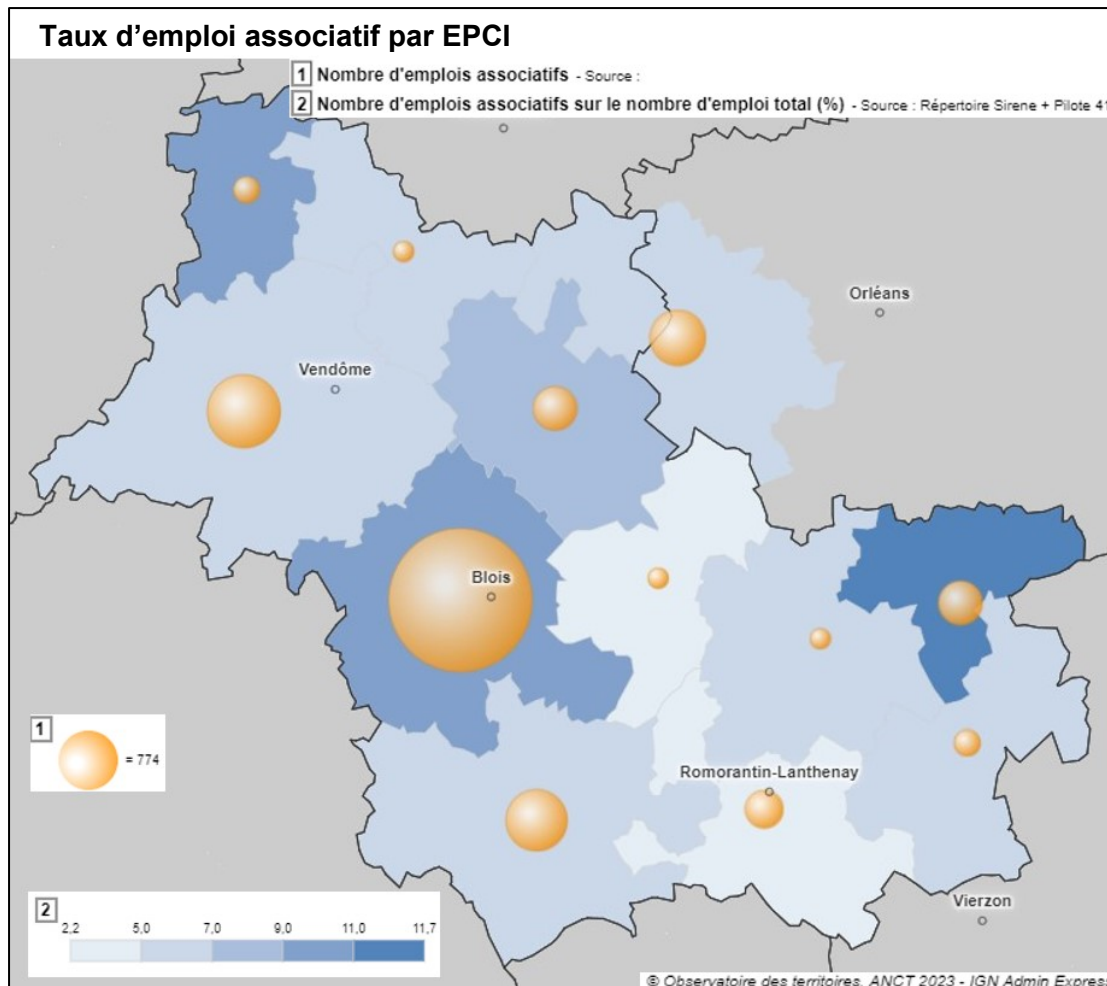 Taux d’emploi associatif par EPCI
1 Nombre d'emplois associatifs - Source :
2 Nombre d'emplois associatifs sur le nombre d'emploi total (%) - Source : Répertoire Sirene + Pilote 41
Orléans
Vendôme
Blois
1
= 774
Romorantin-Lanthenay
Vierzon
2
2,2 5,0 7,0 9,0 11,0 11,7
© Observatoire des territoires, ANCT 2023 - IGN Admin Express